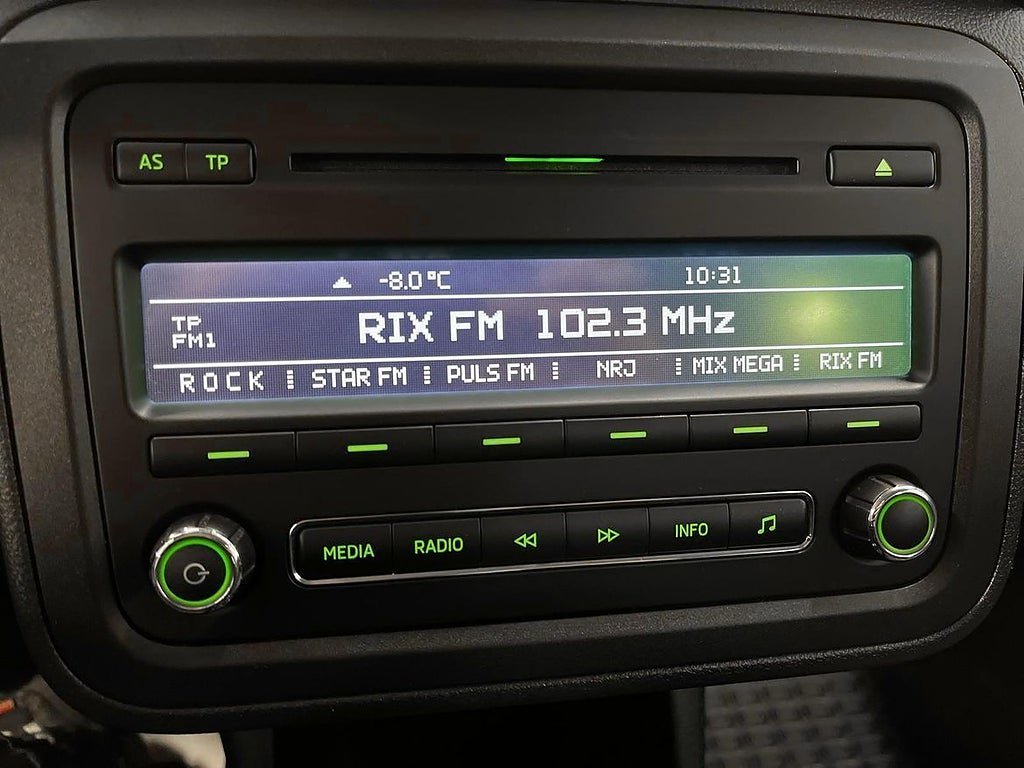 AS TP
-8.0°C 10:31
TP
FM1
RIX FM 102.3 MHz
ROCK STAR FM PULS FM NRJ MIX MEGA RIX FM
MEDIA RADIO INFO